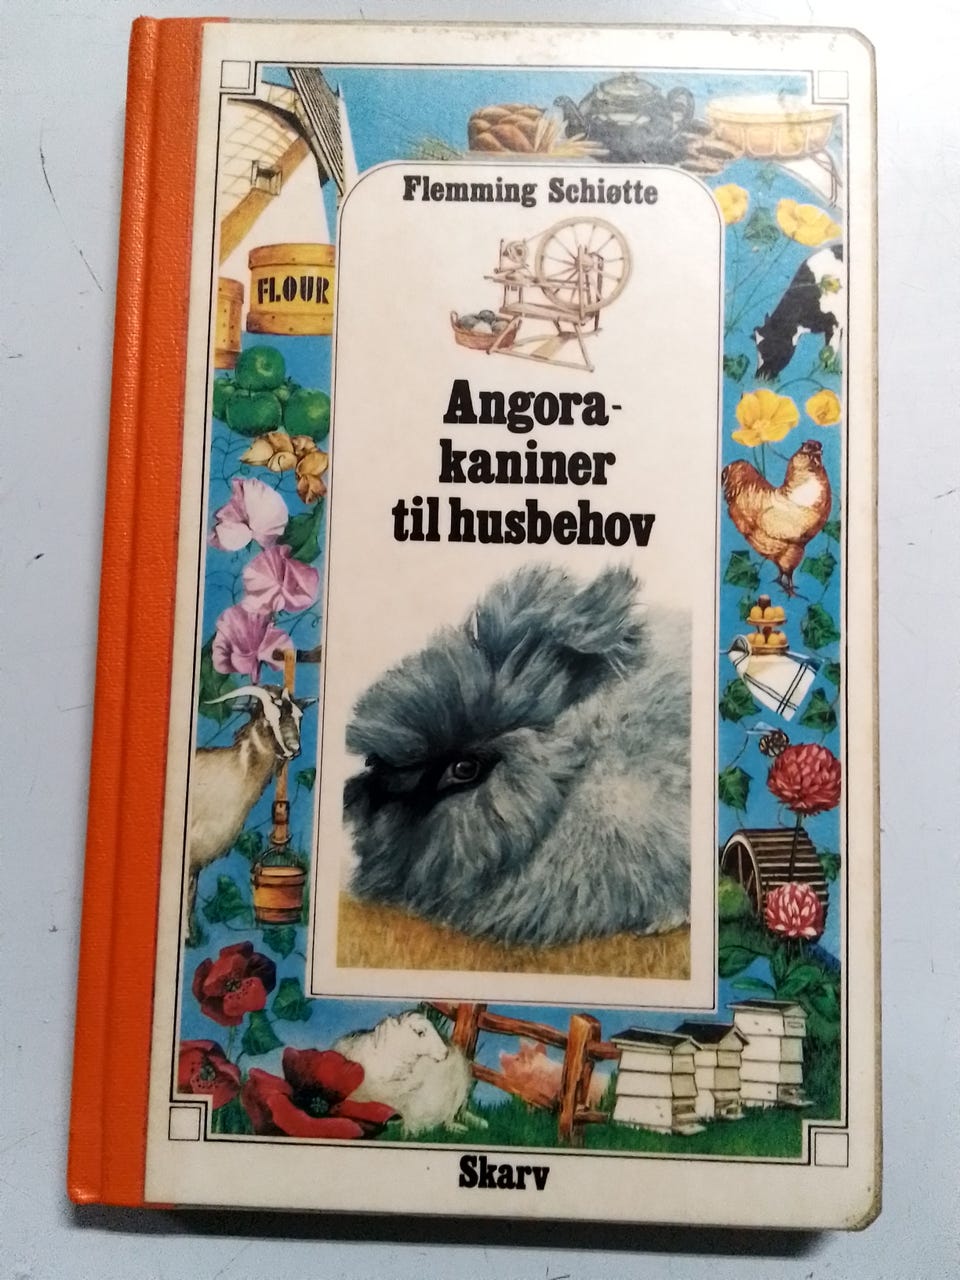 Flemming Schiøtte
FLOUR
Angora-
kaniner
til husbehov
Skarv